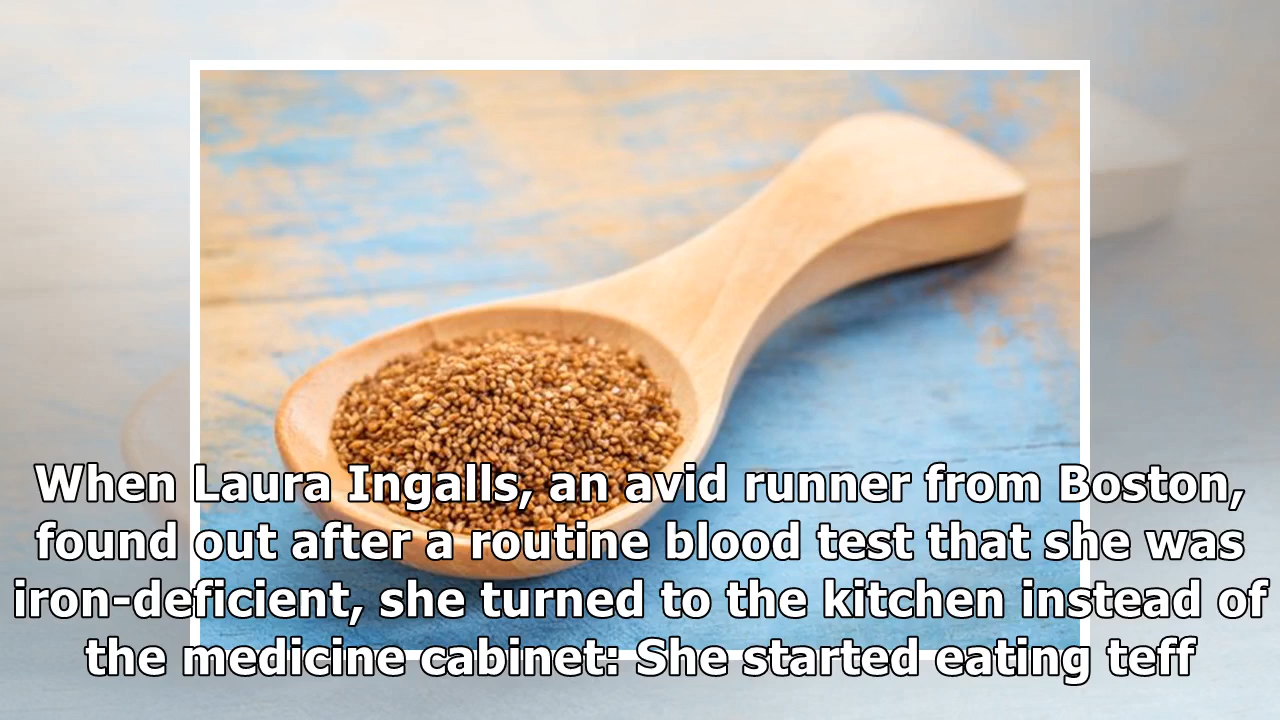 When Laura Ingalls, an avid runner from Boston,
found out after a routine blood test that she was
iron-deficient, she turned to the kitchen instead of
the medicine cabinet: She started eating teff